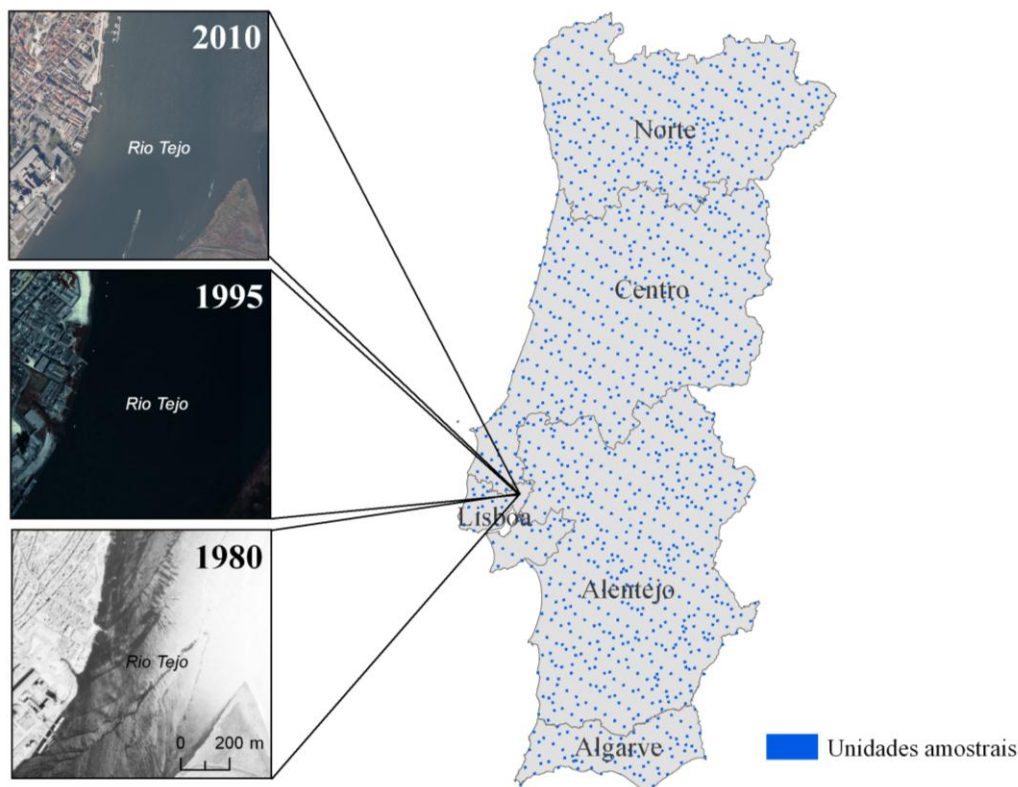 2010
Rio Tejo
1995
Rio Tejo
1980
Rio Tejo
0 200 m
Norte
Centro
Lisboa
Alentejo
Algarve
Unidades amostrais